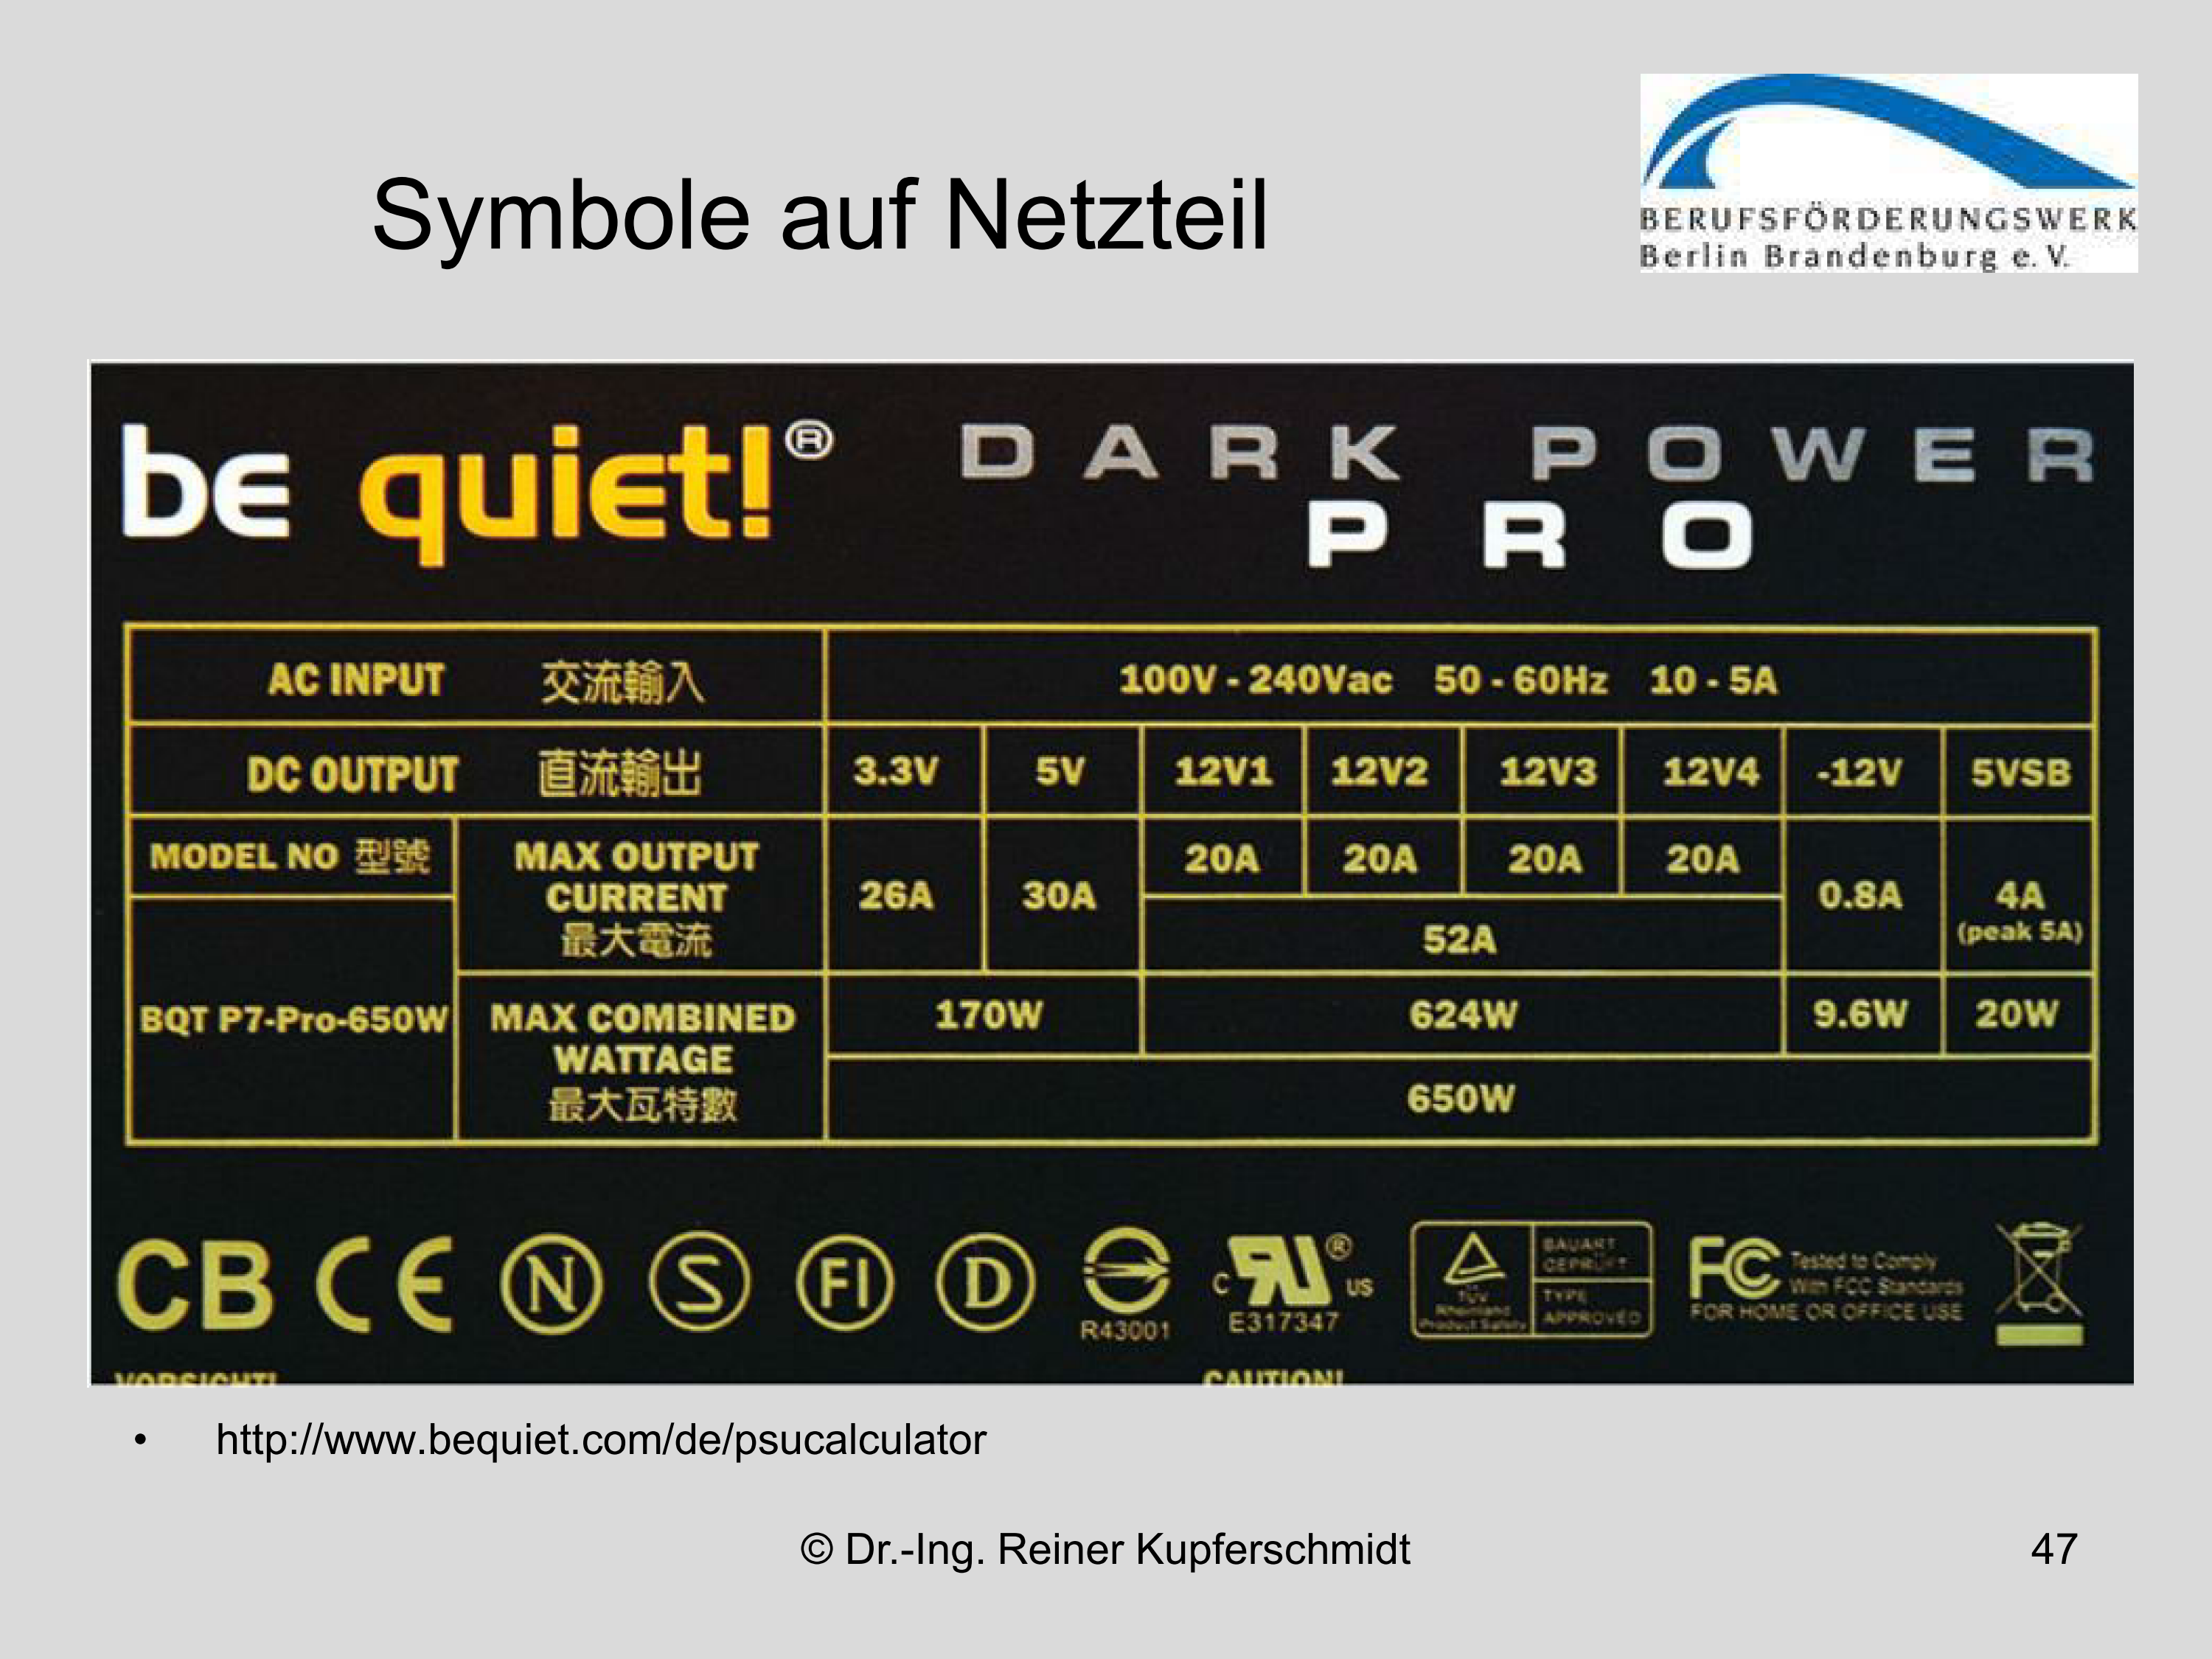 Symbole auf Netzteil
BERUFSFÖRDERUNGSWERK
Berlin Brandenburg e. V.
be quiet!® DARK POWER
PRO
AC INPUT 交流輸入 100V - 240Vac 50 - 60Hz 10 - 5A
DC OUTPUT 直流輸出 3.3V 5V 12V1 12V2 12V3 12V4 -12V 5VSB
MODEL NO 型號 MAX OUTPUT CURRENT 最大電流 26A 30A 20A 20A 20A 20A 0.8A 4A (peak 5A)
52A
BQT P7-Pro-650W MAX COMBINED WATTAGE 最大瓦特數 170W 624W 9.6W 20W
650W
CB CE N S FI D
R43001
c RU® US
E317347
TÜV
Rheinland
Product Safety
BAUART
GEPRÜFT
TYPE
APPROVED
FC Tested to Comply
With FCC Standards
FOR HOME OR OFFICE USE
VORSICHT! CAUTION!
• http://www.bequiet.com/de/psucalculator
© Dr.-Ing. Reiner Kupferschmidt 47